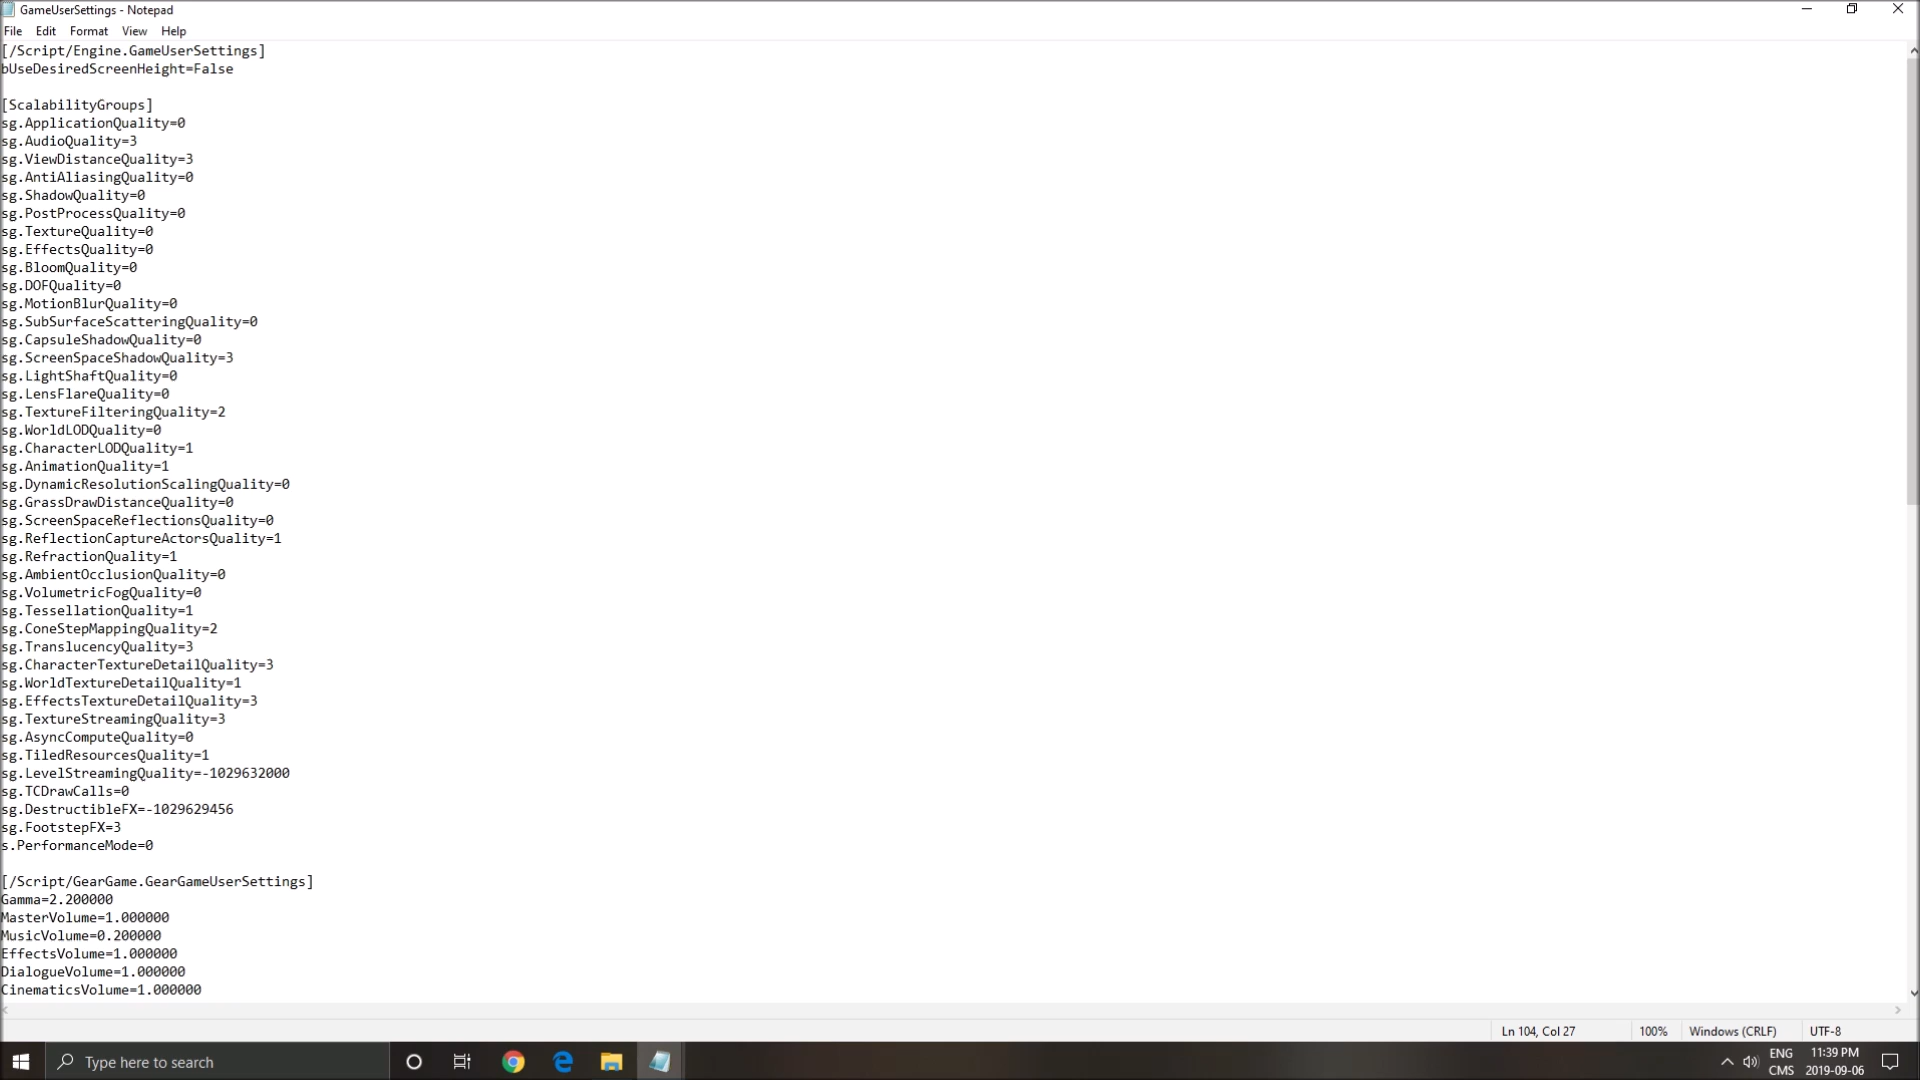 GameUserSettings - Notepad
File Edit Format View Help
[/Script/Engine.GameUserSettings]
bUseDesiredScreenHeight=False
[ScalabilityGroups]
sg.ApplicationQuality=0
sg.AudioQuality=3
sg.ViewDistanceQuality=3
sg.AntiAliasingQuality=0
sg.ShadowQuality=0
sg.PostProcessQuality=0
sg.TextureQuality=0
sg.EffectsQuality=0
sg.BloomQuality=0
sg.DOFQuality=0
sg.MotionBlurQuality=0
sg.SubSurfaceScatteringQuality=0
sg.CapsuleShadowQuality=0
sg.ScreenSpaceShadowQuality=3
sg.LightShaftQuality=0
sg.LensFlareQuality=0
sg.TextureFilteringQuality=2
sg.WorldLODQuality=0
sg.CharacterLODQuality=1
sg.AnimationQuality=1
sg.DynamicResolutionScalingQuality=0
sg.GrassDrawDistanceQuality=0
sg.ScreenSpaceReflectionsQuality=0
sg.ReflectionCaptureActorsQuality=1
sg.RefractionQuality=1
sg.AmbientOcclusionQuality=0
sg.VolumetricFogQuality=0
sg.TessellationQuality=1
sg.ConeStepMappingQuality=2
sg.TranslucencyQuality=3
sg.CharacterTextureDetailQuality=3
sg.WorldTextureDetailQuality=1
sg.EffectsTextureDetailQuality=3
sg.TextureStreamingQuality=3
sg.AsyncComputeQuality=0
sg.TiledResourcesQuality=1
sg.LevelStreamingQuality=-1029632000
sg.TCDrawCalls=0
sg.DestructibleFX=-1029629456
sg.FootstepFX=3
s.PerformanceMode=0
[/Script/GearGame.GearGameUserSettings]
Gamma=2.200000
MasterVolume=1.000000
MusicVolume=0.200000
EffectsVolume=1.000000
DialogueVolume=1.000000
CinematicsVolume=1.000000
Ln 104, Col 27 100% Windows (CRLF) UTF-8
Type here to search
ENG
CMS
11:39 PM
2019-09-06